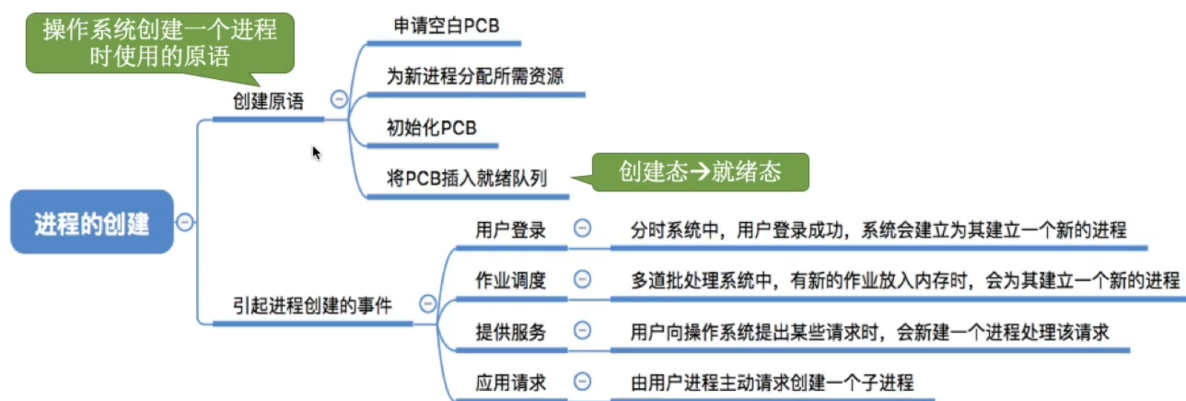 操作系统创建一个进程
时使用的原语
申请空白PCB
为新进程分配所需资源
创建原语
初始化PCB
将PCB插入就绪队列
创建态→就绪态
进程的创建
用户登录
分时系统中，用户登录成功，系统会建立为其建立一个新的进程
作业调度
多道批处理系统中，有新的作业放入内存时，会为其建立一个新的进程
引起进程创建的事件
提供服务
用户向操作系统提出某些请求时，会新建一个进程处理该请求
应用请求
由用户进程主动请求创建一个子进程